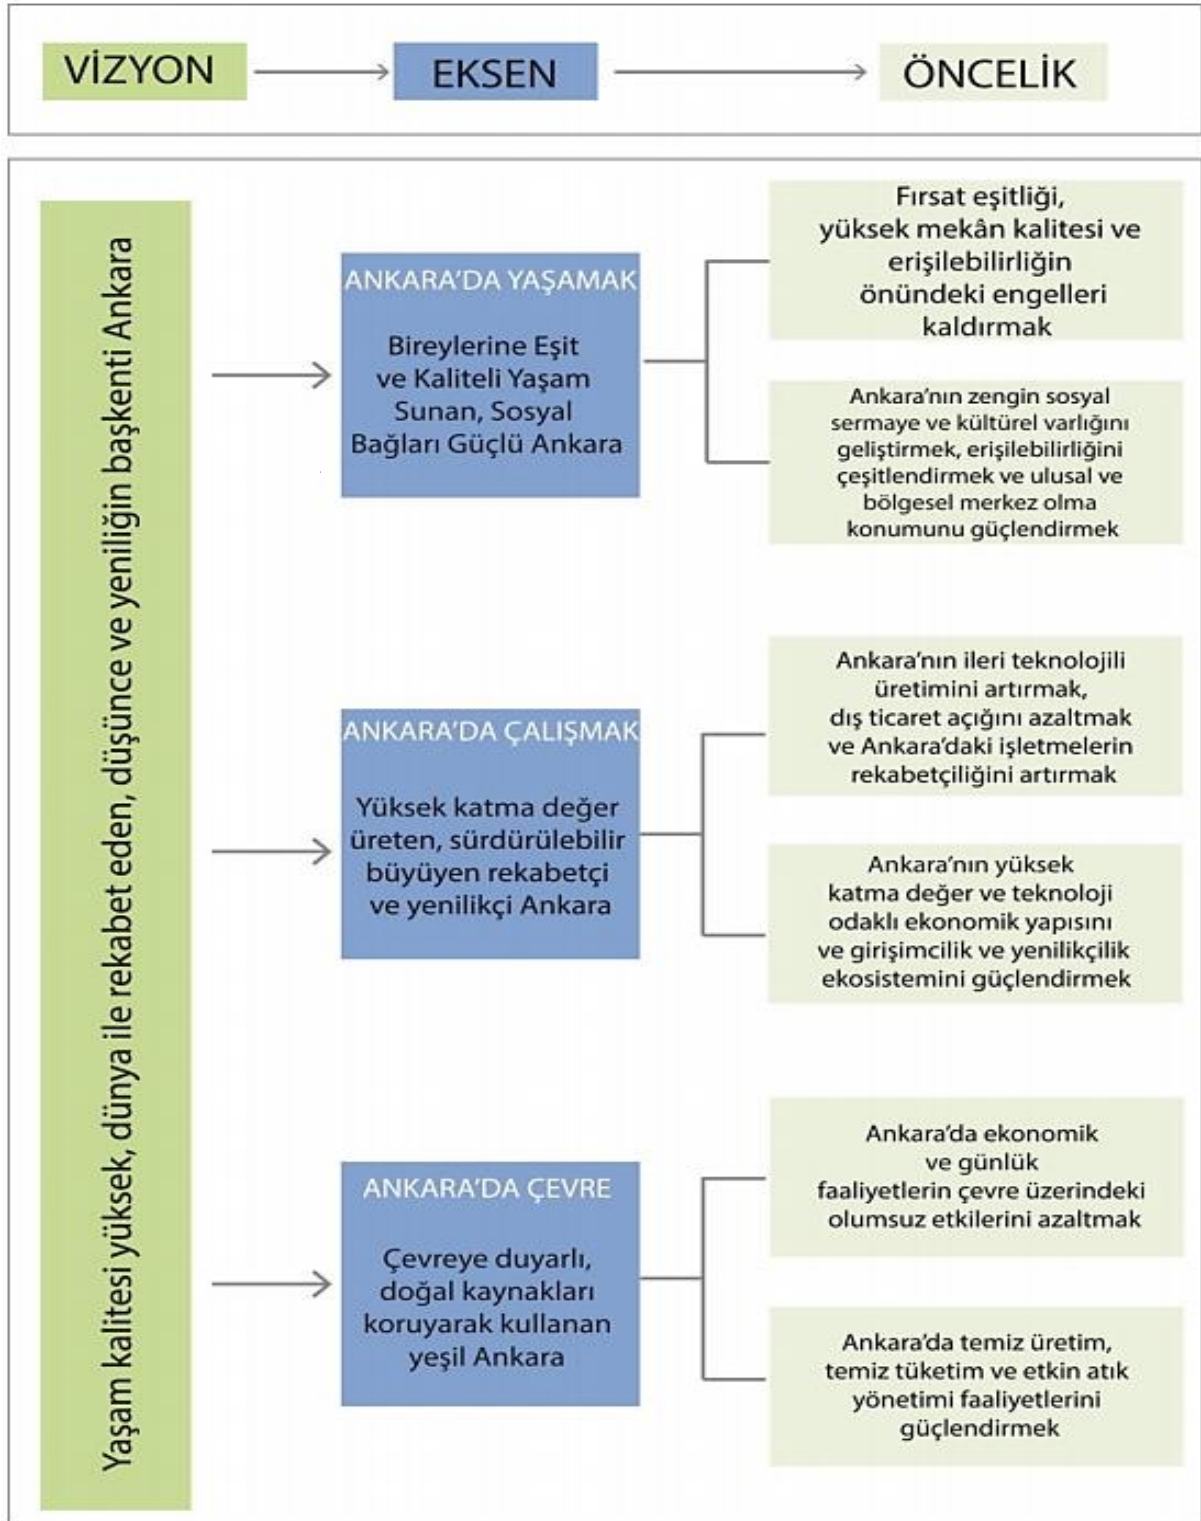 VİZYON
EKSEN
ÖNCELİK
Yaşam kalitesi yüksek, dünya ile rekabet eden, düşünce ve yeniliğin başkenti Ankara
ANKARA’DA YAŞAMAK
Bireylerine Eşit
ve Kaliteli Yaşam
Sunan, Sosyal
Bağları Güçlü Ankara
Fırsat eşitliği,
yüksek mekân kalitesi ve
erişilebilirliğin
önündeki engelleri
kaldırmak
Ankara’nın zengin sosyal
sermaye ve kültürel varlığını
geliştirmek, erişilebilirliğini
çeşitlendirmek ve ulusal ve
bölgesel merkez olma
konumunu güçlendirmek
ANKARA’DA ÇALIŞMAK
Yüksek katma değer
üreten, sürdürülebilir
büyüyen rekabetçi
ve yenilikçi Ankara
Ankara’nın ileri teknolojili
üretimini artırmak,
dış ticaret açığını azaltmak
ve Ankara’daki işletmelerin
rekabetçiliğini artırmak
Ankara’nın yüksek
katma değer ve teknoloji
odaklı ekonomik yapısını
ve girişimcilik ve yenilikçilik
ekosistemini güçlendirmek
ANKARA’DA ÇEVRE
Çevreye duyarlı,
doğal kaynakları
koruyarak kullanan
yeşil Ankara
Ankara’da ekonomik
ve günlük
faaliyetlerin çevre üzerindeki
olumsuz etkilerini azaltmak
Ankara’da temiz üretim,
temiz tüketim ve etkin atık
yönetimi faaliyetlerini
güçlendirmek